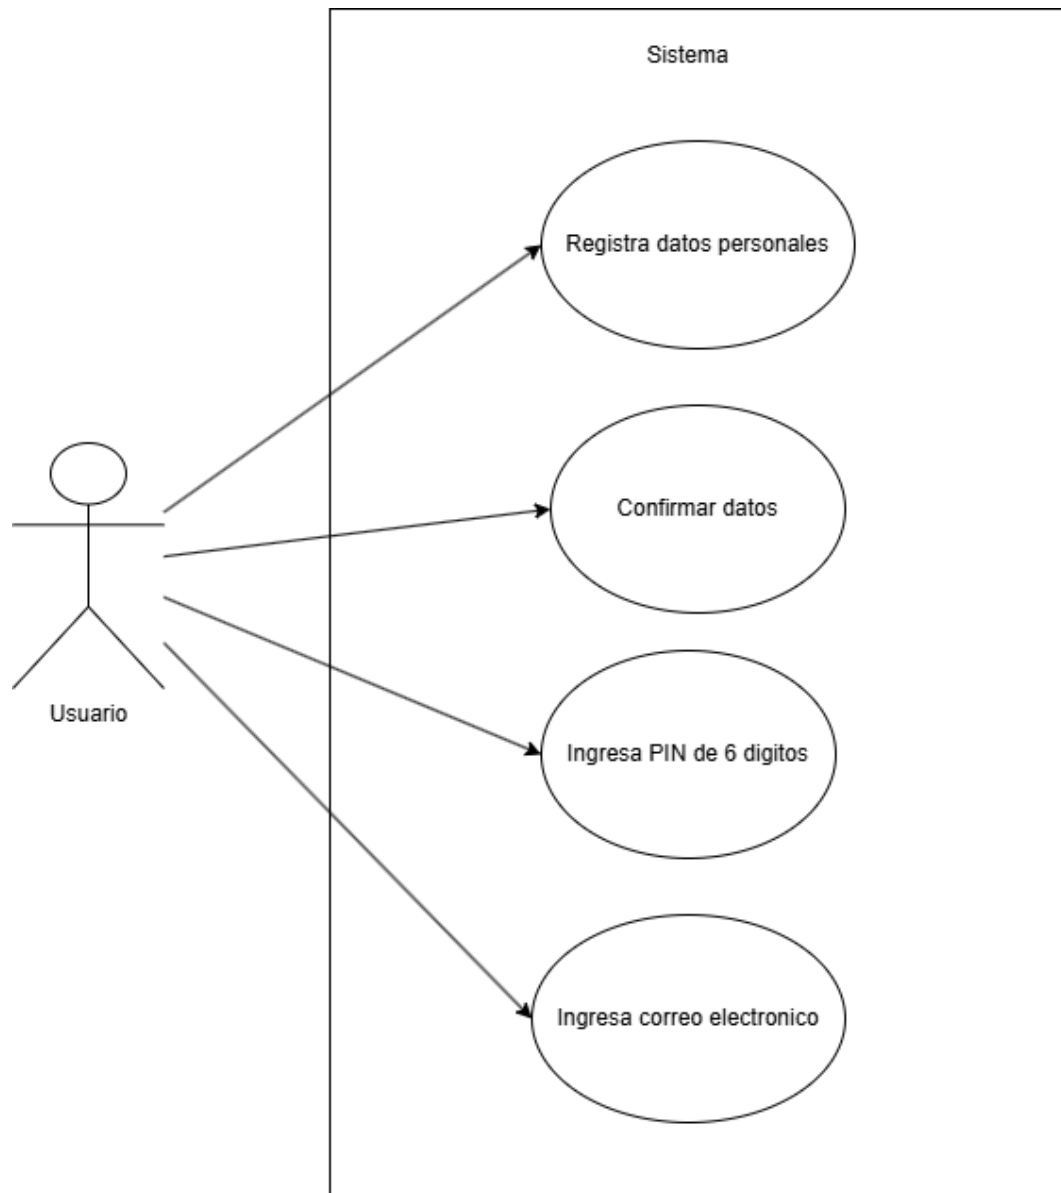 Sistema
Registra datos personales
Confirmar datos
Usuario
Ingresa PIN de 6 digitos
Ingresa correo electronico